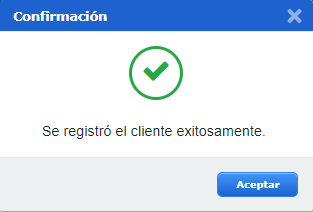 Confirmación
Se registró el cliente exitosamente.
Aceptar